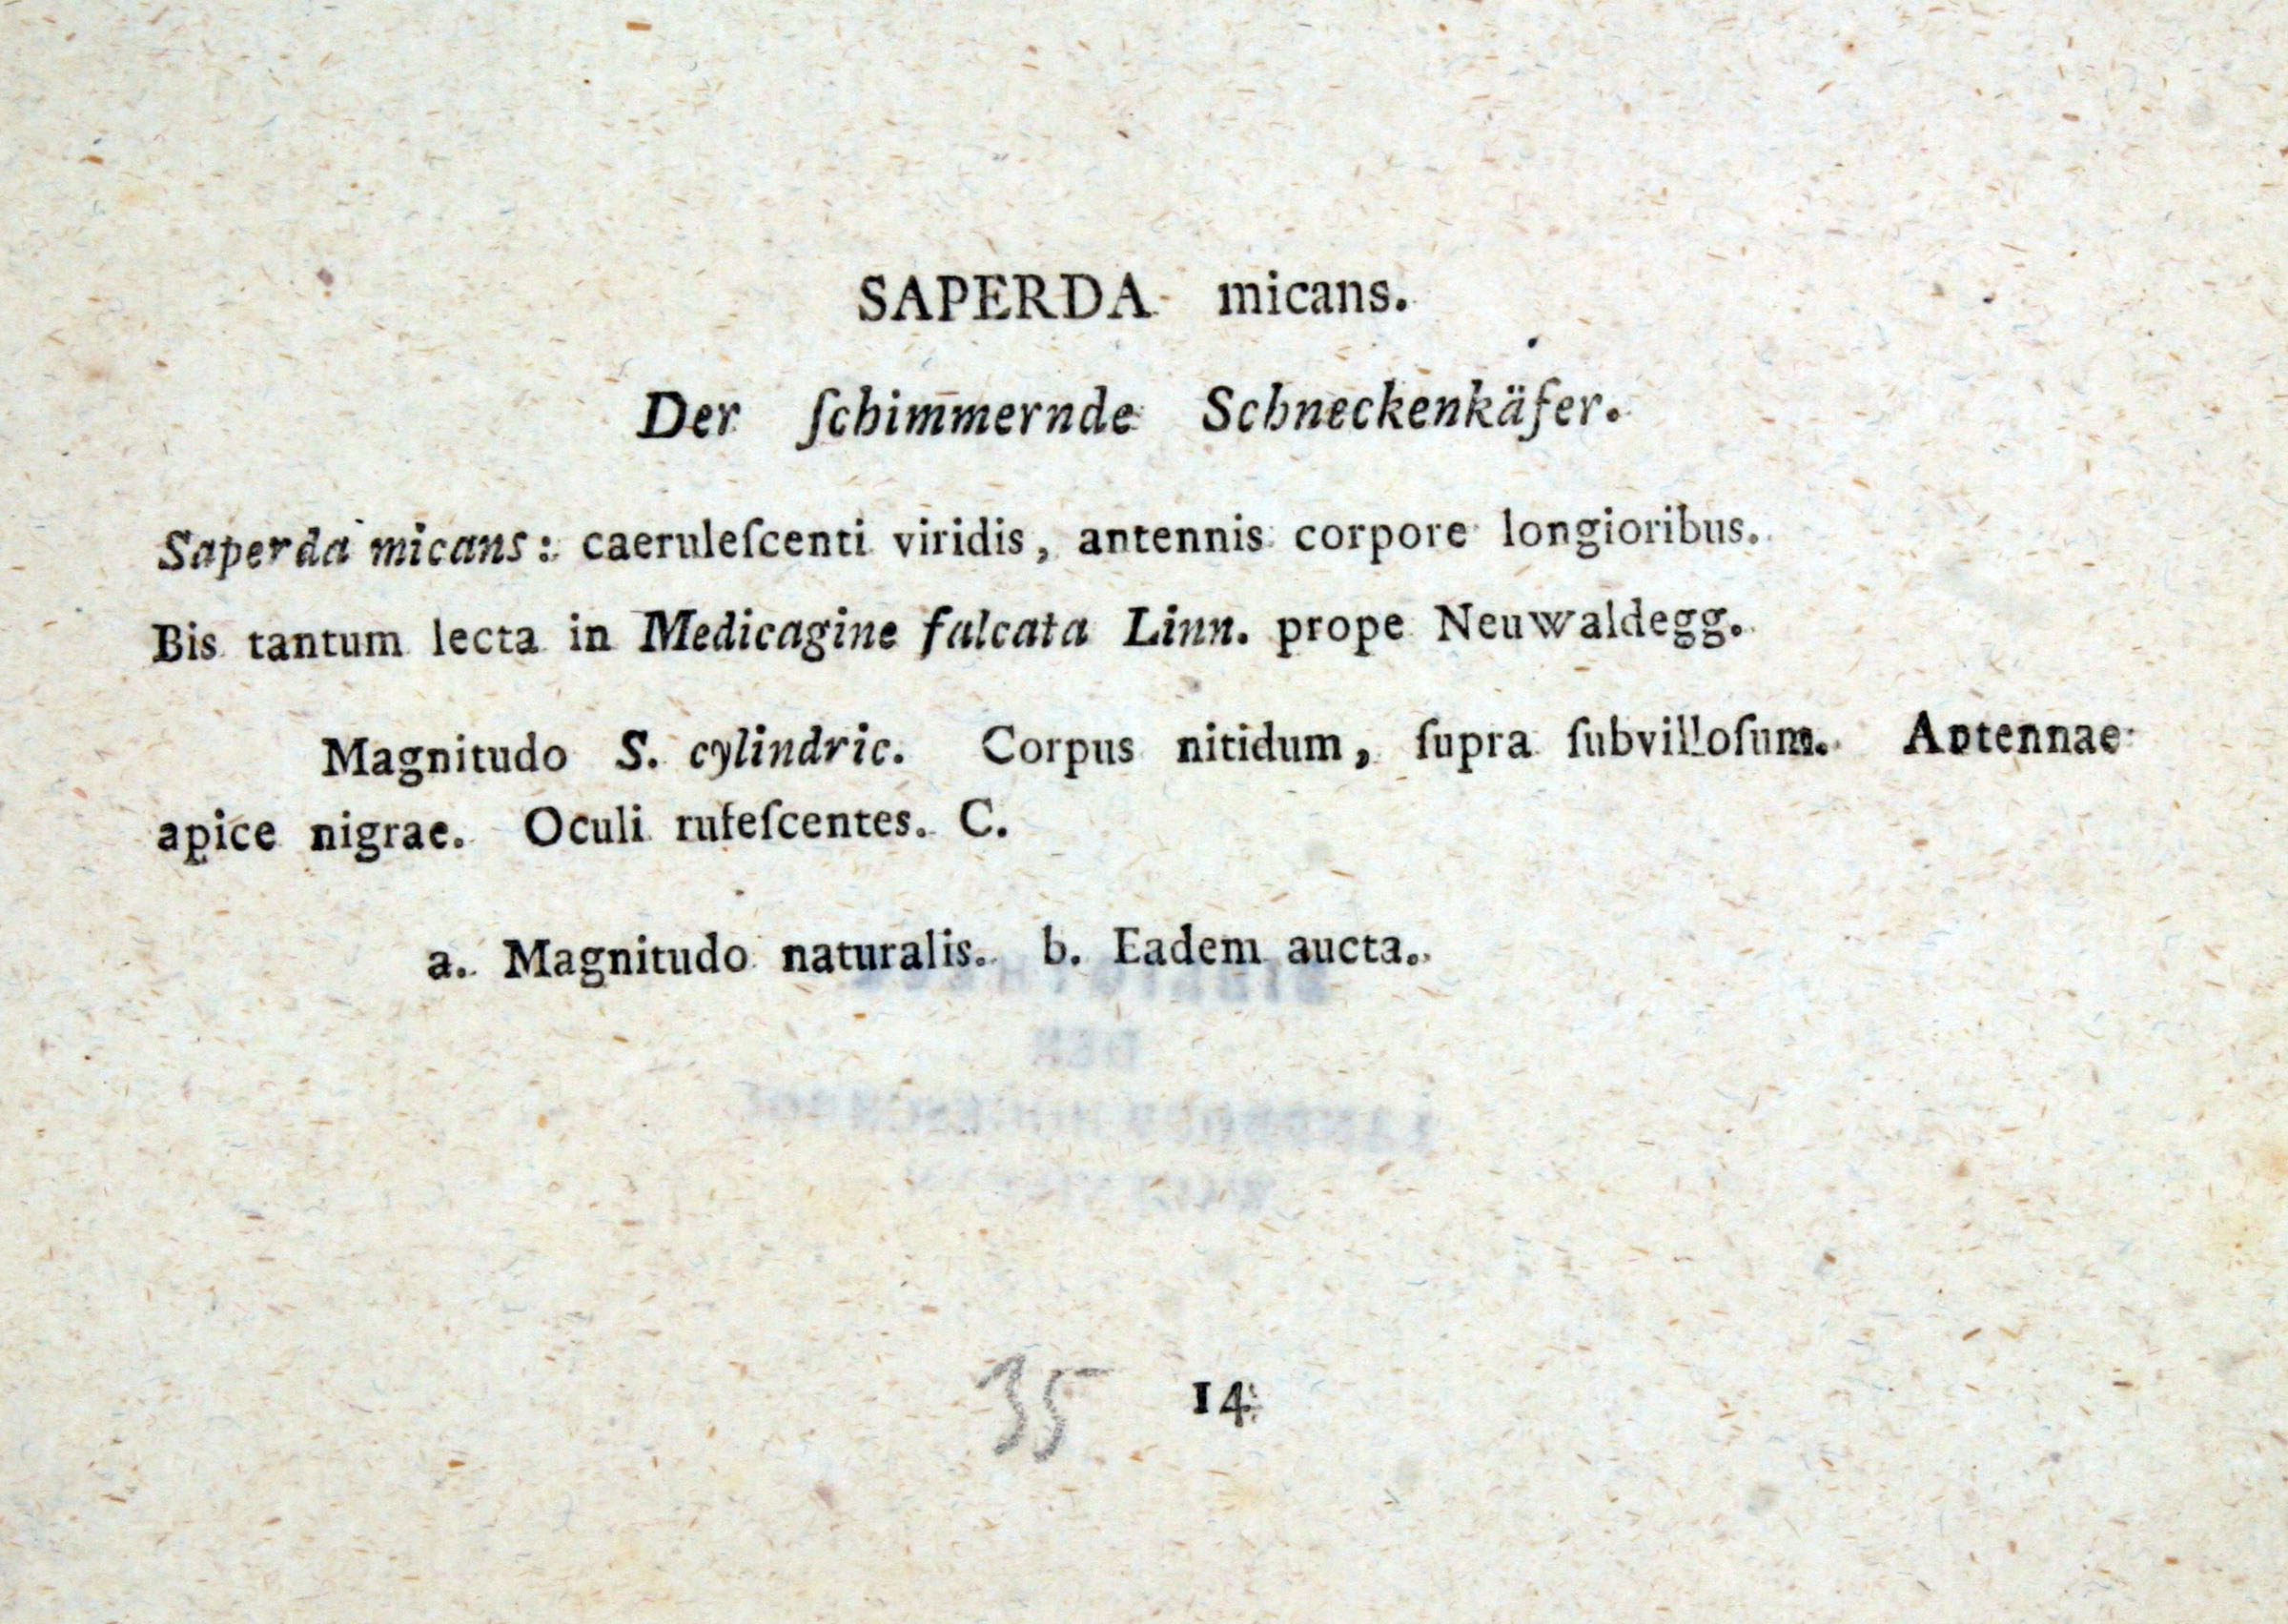 SAPERDA micans.
Der ſchimmernde Schneckenkäfer.
Saperda micans: caeruleſcenti viridis, antennis corpore longioribus.
Bis tantum lecta in Medicagine falcata Linn. prope Neuwaldegg.
Magnitudo S. cylindric. Corpus nitidum, ſupra ſubvilloſum. Antennae
apice nigrae. Oculi rufeſcentes. C.
a. Magnitudo naturalis. b. Eadem aucta.
DER
35 14